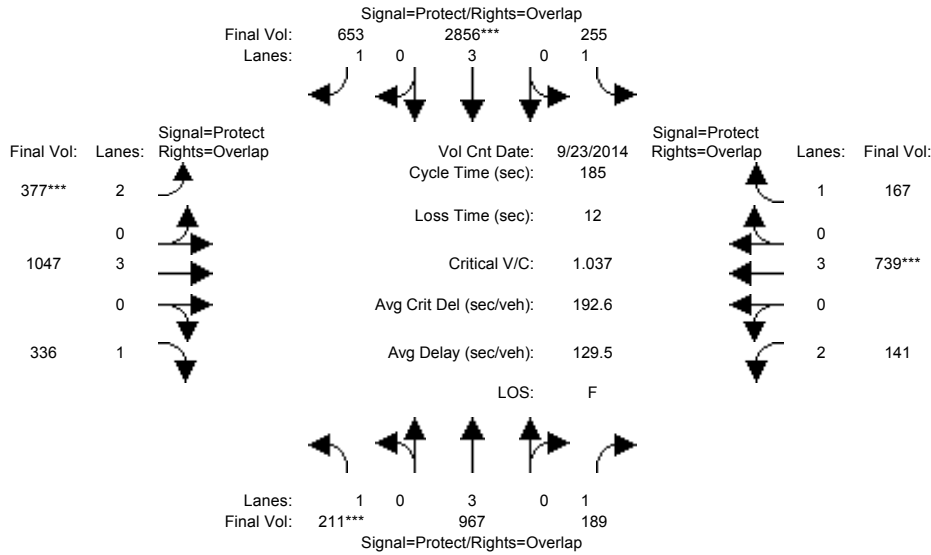 Signal=Protect/Rights=Overlap
Final Vol: 653 2856*** 255
Lanes: 1 0 3 0 1
Signal=Protect Signal=Protect
Final Vol: Lanes: Rights=Overlap Vol Cnt Date: 9/23/2014 Rights=Overlap Lanes: Final Vol:
Cycle Time (sec): 185
377*** 2 1 167
Loss Time (sec): 12
0 0
1047 3 Critical V/C: 1.037 3 739***
0 Avg Crit Del (sec/veh): 192.6 0
336 1 Avg Delay (sec/veh): 129.5 2 141
LOS: F
Lanes: 1 0 3 0 1
Final Vol: 211*** 967 189
Signal=Protect/Rights=Overlap